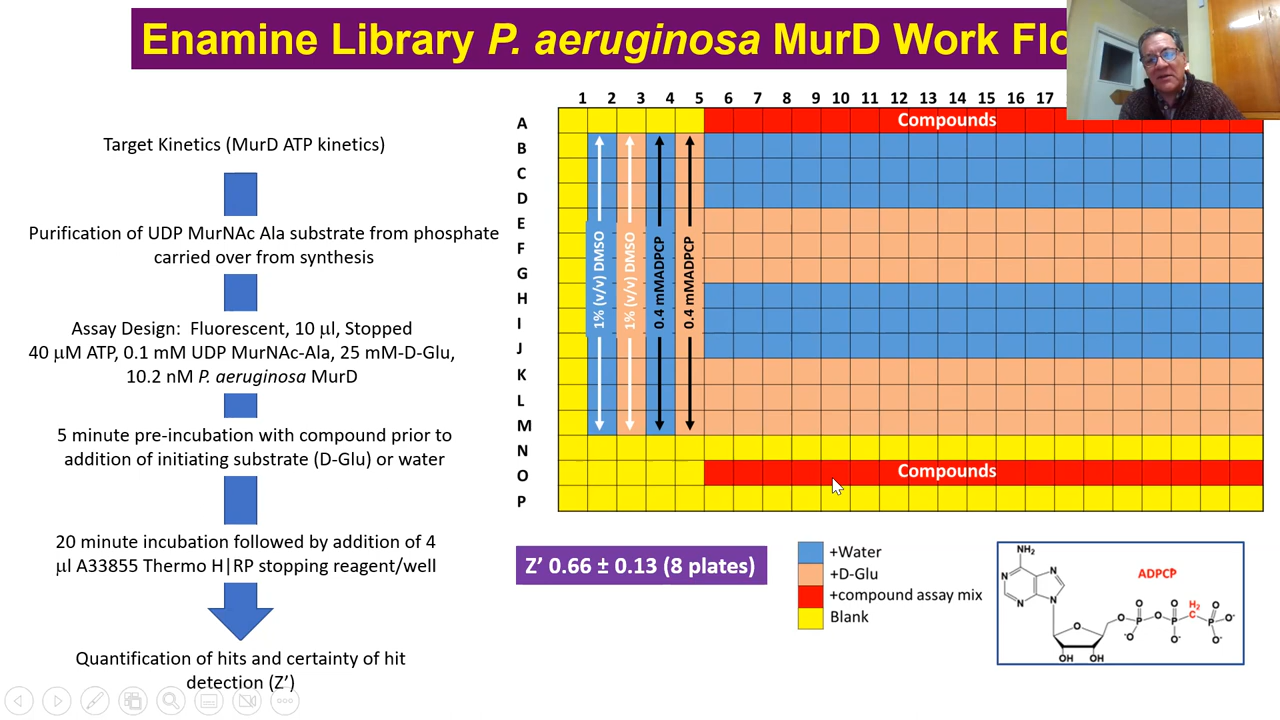 Enamine Library P. aeruginosa MurD Work Flo
Target Kinetics (MurD ATP kinetics)
Purification of UDP MurNAc Ala substrate from phosphate
carried over from synthesis
Assay Design: Fluorescent, 10 µl, Stopped
40 µM ATP, 0.1 mM UDP MurNAc-Ala, 25 mM-D-Glu,
10.2 nM P. aeruginosa MurD
5 minute pre-incubation with compound prior to
addition of initiating substrate (D-Glu) or water
20 minute incubation followed by addition of 4
µl A33855 Thermo H|RP stopping reagent/well
Quantification of hits and certainty of hit
detection (Z’)
1 2 3 4 5 6 7 8 9 10 11 12 13 14 15 16 17
A
Compounds
B
C
D
E
F
G
H
I
J
K
L
M
N
O
Compounds
P
1% (v/v) DMSO
1% (v/v) DMSO
0.4 mMADPCP
0.4 mMADPCP
Z’ 0.66 ± 0.13 (8 plates)
+Water
+D-Glu
+compound assay mix
Blank
ADPCP
NH₂
N
N
N
N
O
OH
OH
O
P
O
O⁻
O
P
O
O⁻
H₂
C
P
O
O⁻
O⁻